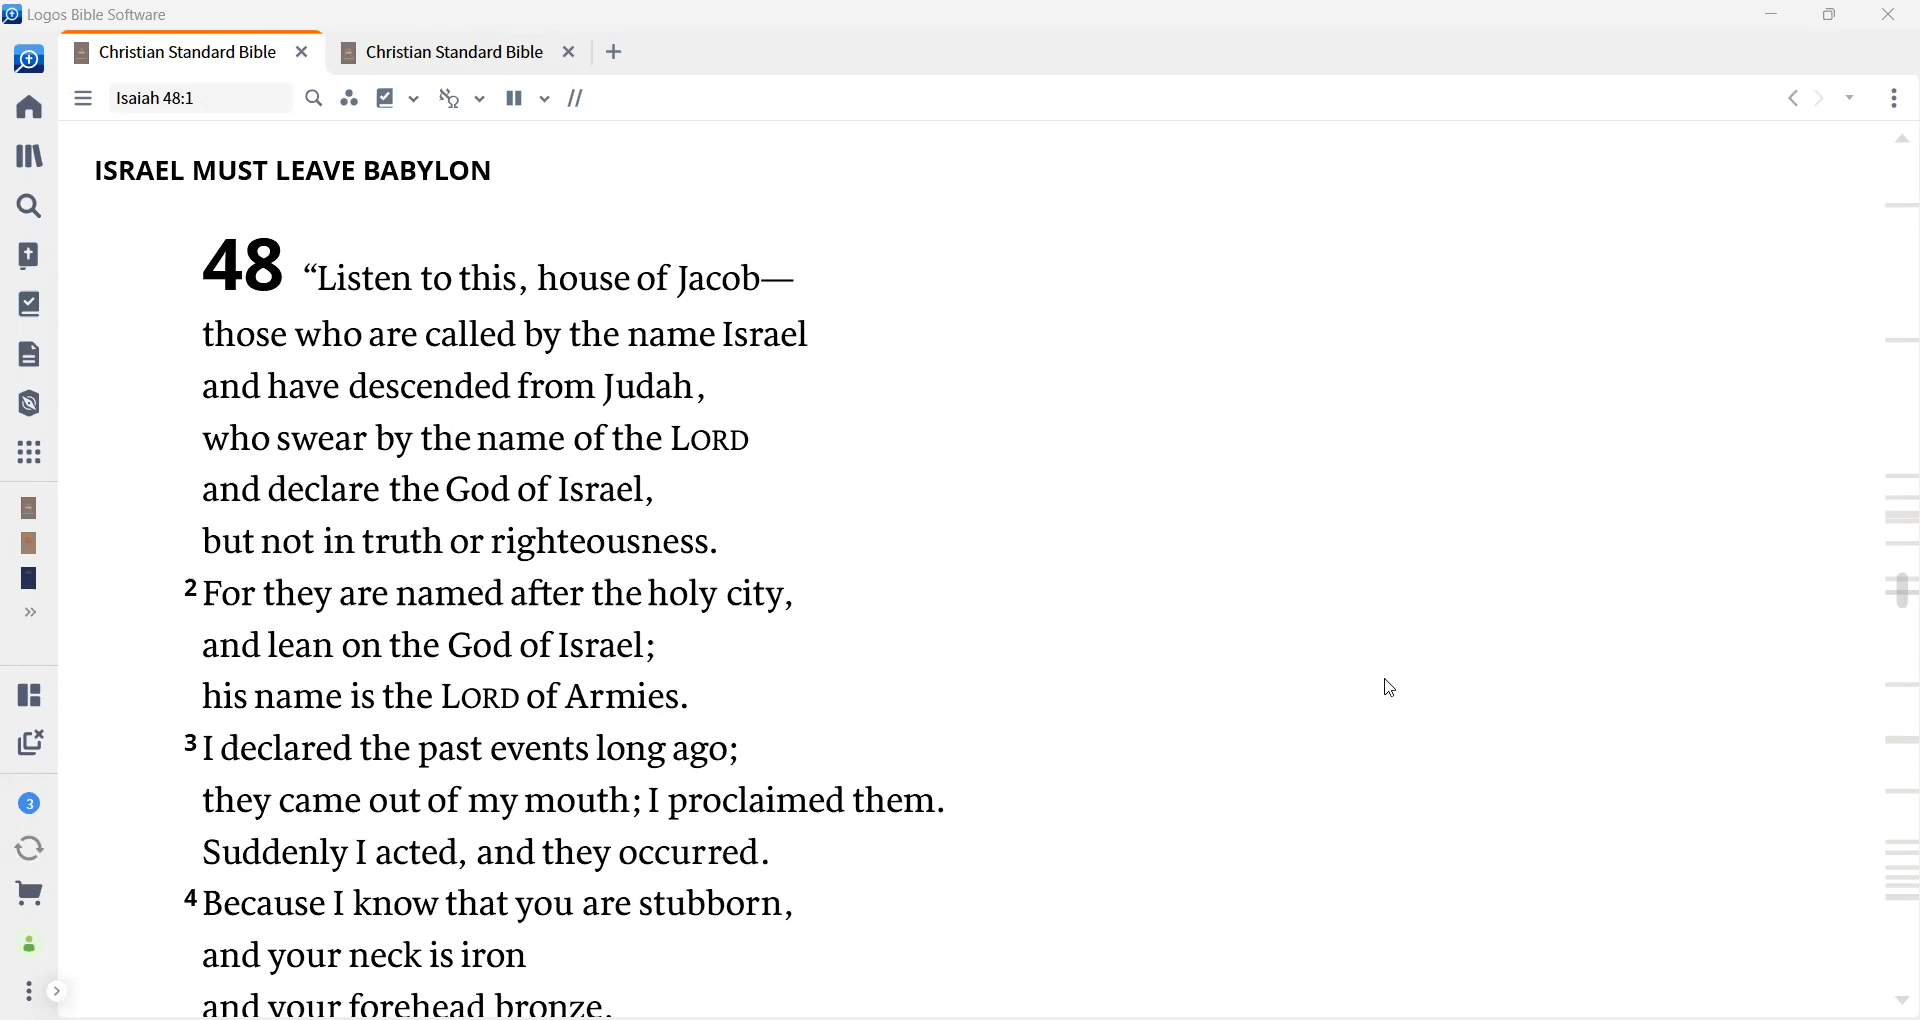 Logos Bible Software
Christian Standard Bible
Christian Standard Bible
Isaiah 48:1
ISRAEL MUST LEAVE BABYLON
48 “Listen to this, house of Jacob—
those who are called by the name Israel
and have descended from Judah,
who swear by the name of the LORD
and declare the God of Israel,
but not in truth or righteousness.
2 For they are named after the holy city,
and lean on the God of Israel;
his name is the LORD of Armies.
3 I declared the past events long ago;
they came out of my mouth; I proclaimed them.
Suddenly I acted, and they occurred.
4 Because I know that you are stubborn,
and your neck is iron
and your forehead bronze,
3